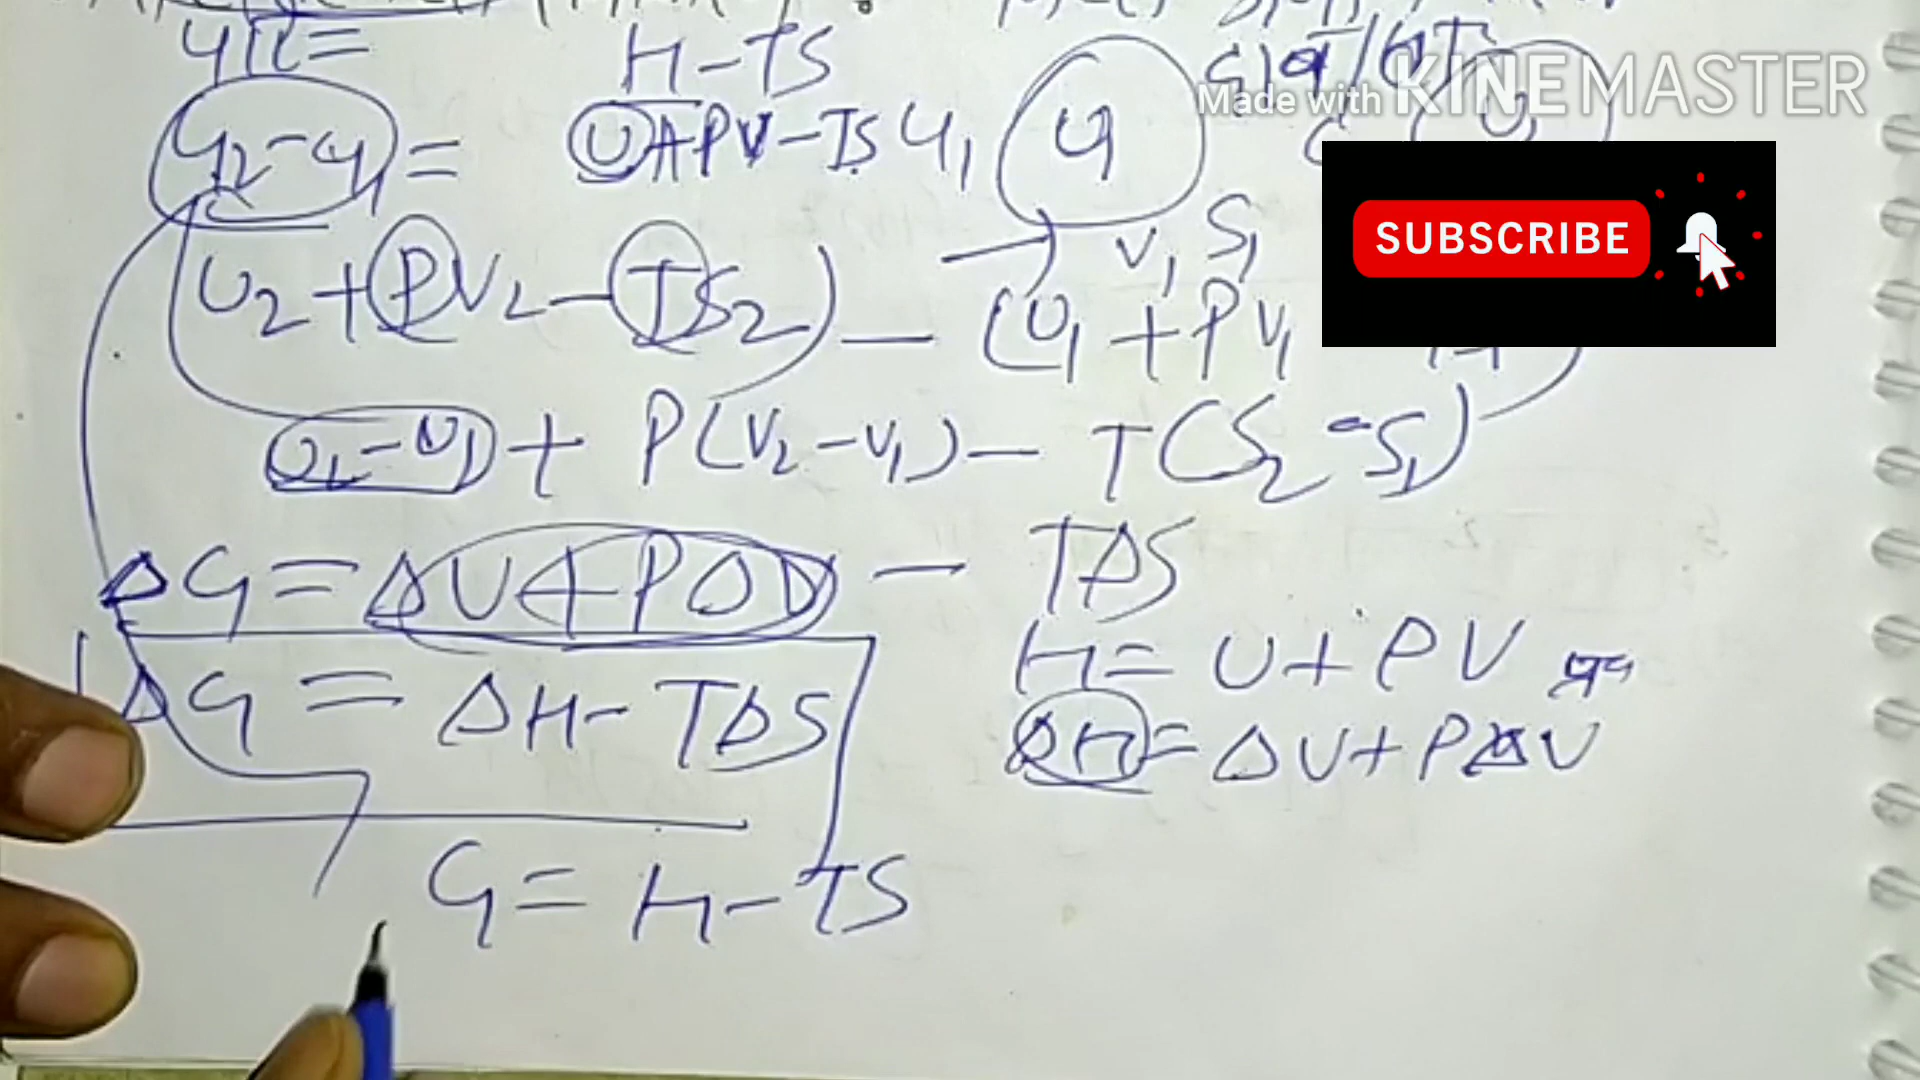 H-TS
Made with KINEMASTER
G2-G1 = U+PV-TS G1 G
V1 S1
SUBSCRIBE
U2+PV2-TS2) - (U1+PV1
U2-U1 + P(V2-V1) - T(S2-S1)
ΔG = ΔU+PΔV - TΔS
H = U+PV
ΔG = ΔH-TΔS
ΔH = ΔU+PΔV
G = H-TS